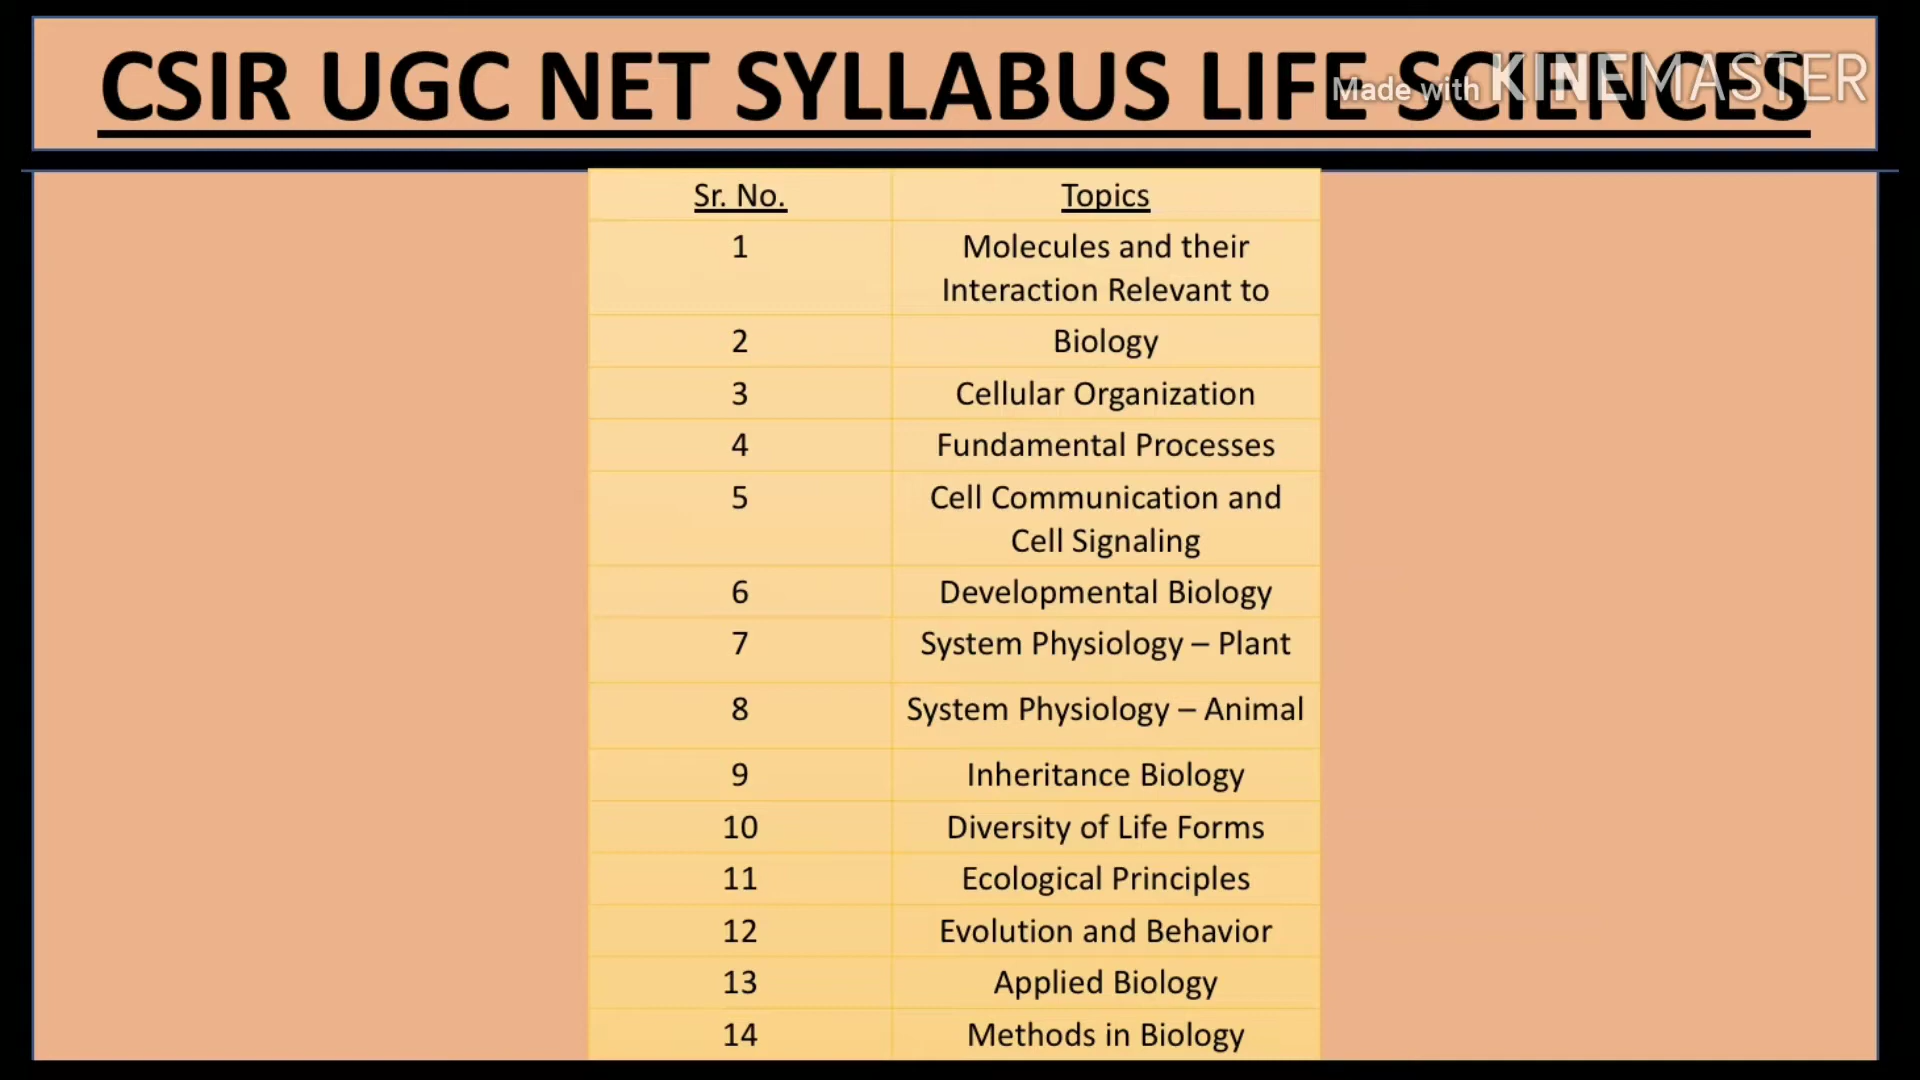 CSIR UGC NET SYLLABUS LIFE SCIENCES
Made with KINEMASTER
Sr. No. Topics
1 Molecules and their
Interaction Relevant to
2 Biology
3 Cellular Organization
4 Fundamental Processes
5 Cell Communication and
Cell Signaling
6 Developmental Biology
7 System Physiology – Plant
8 System Physiology – Animal
9 Inheritance Biology
10 Diversity of Life Forms
11 Ecological Principles
12 Evolution and Behavior
13 Applied Biology
14 Methods in Biology